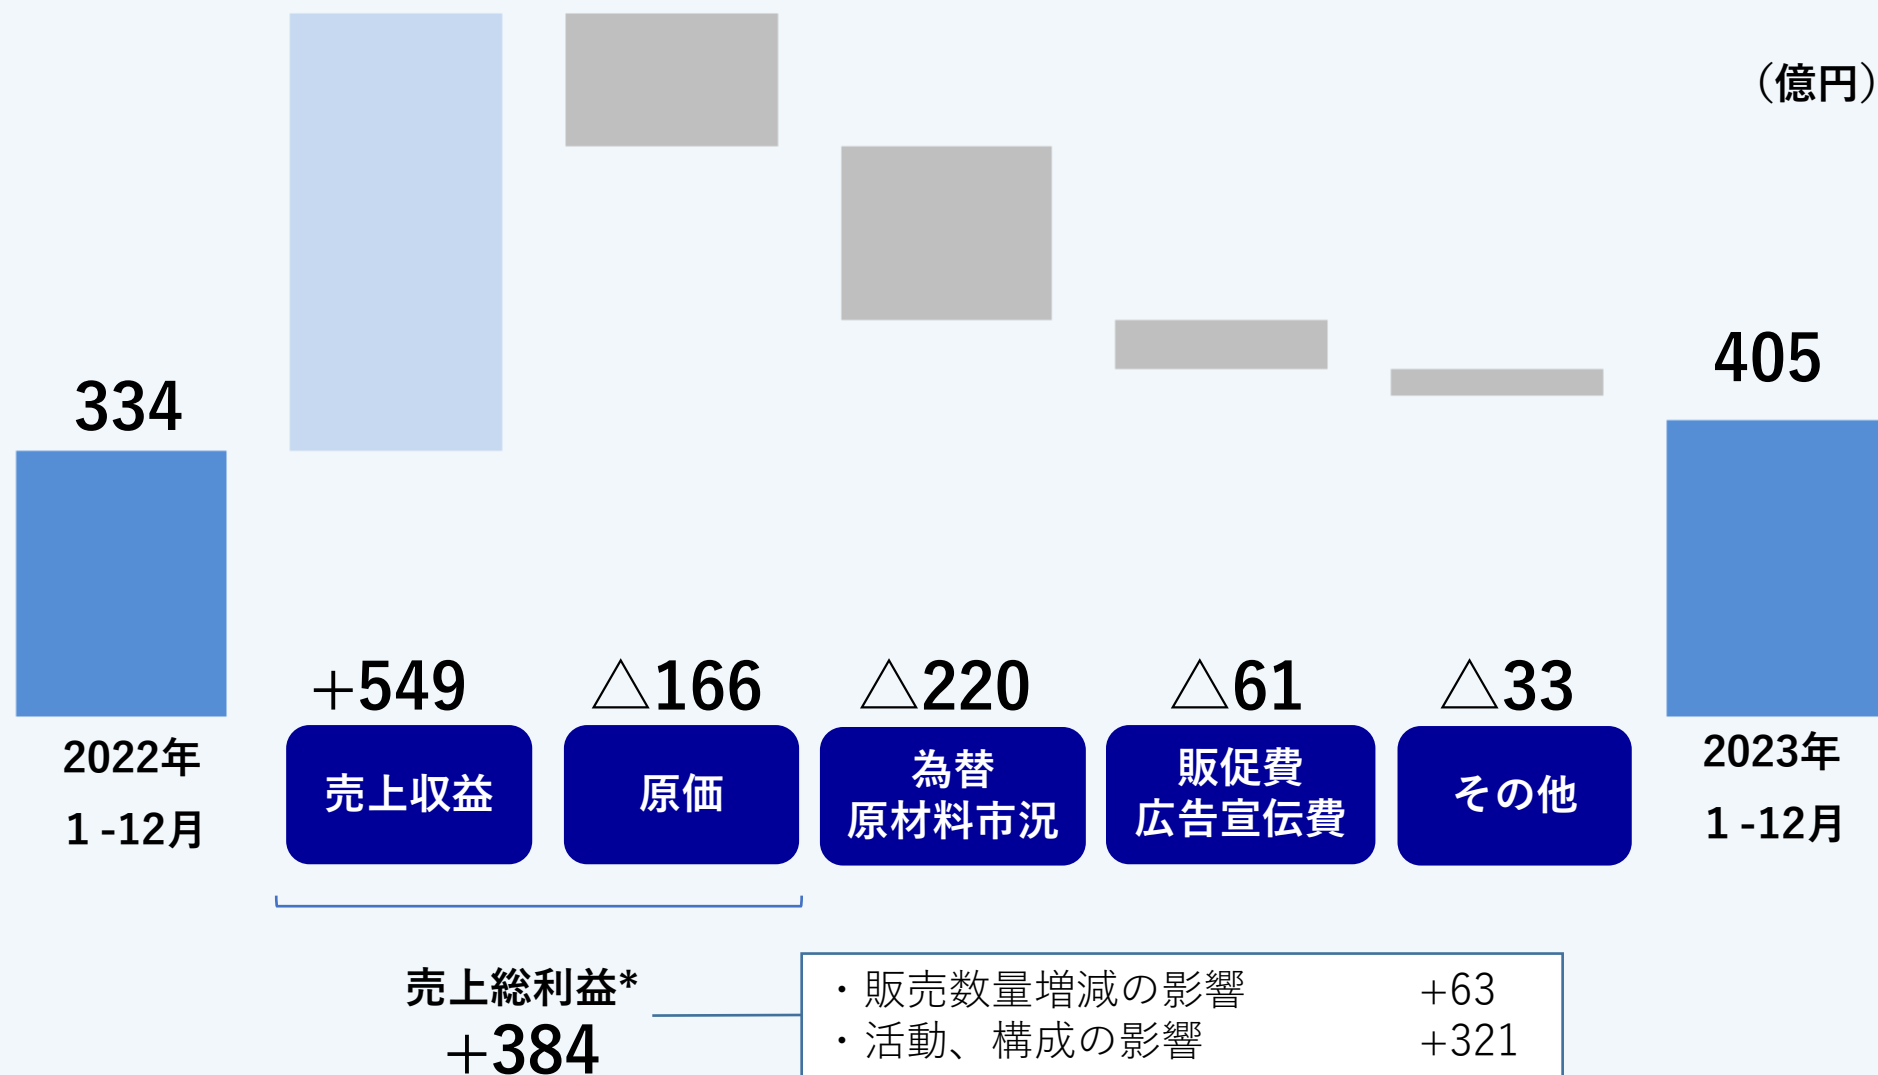 （億円）
334
405
+549
△166
△220
△61
△33
2022年
1 -12月
売上収益
原価
為替
原材料市況
販促費
広告宣伝費
その他
2023年
1 -12月
売上総利益*
+384
・販売数量増減の影響 +63
・活動、構成の影響 +321